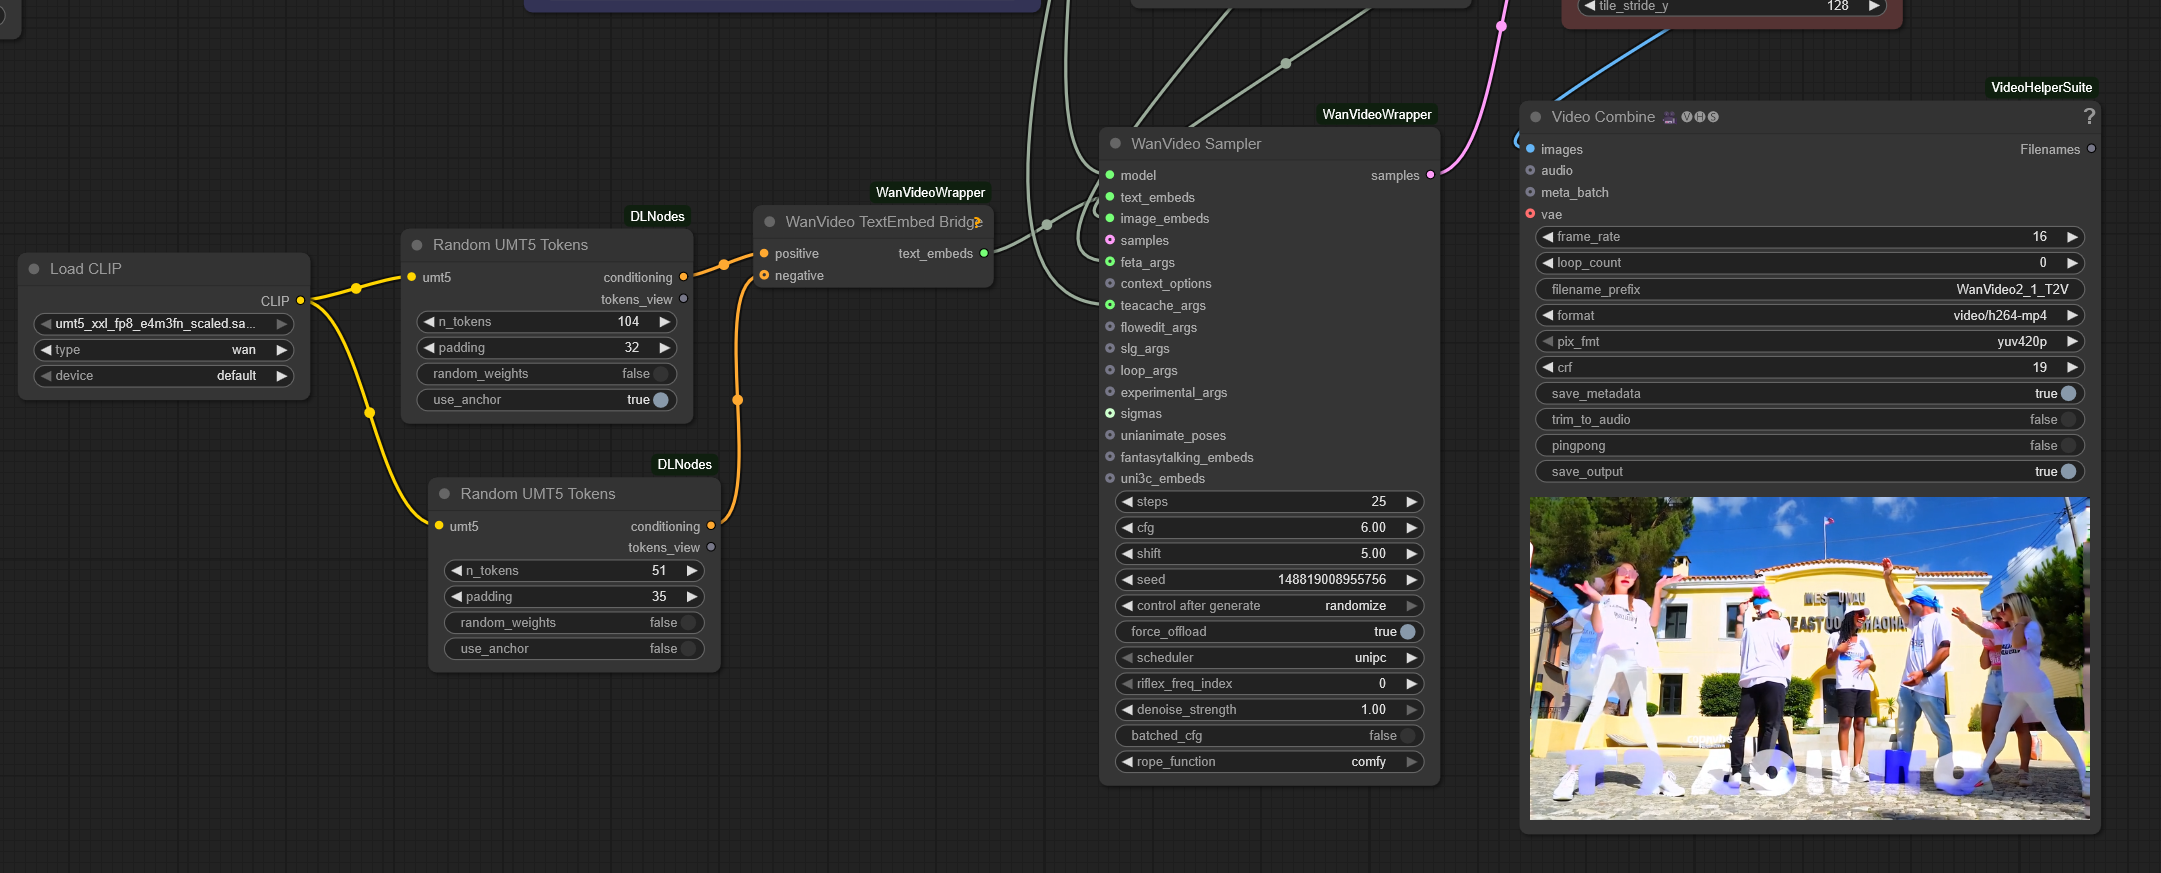 tile_stride_y 128
Load CLIP
CLIP
umt5_xxl_fp8_e4m3fn_scaled.sa...
type wan
device default
DLNodes
Random UMT5 Tokens
umt5 conditioning
tokens_view
n_tokens 104
padding 32
random_weights false
use_anchor true
DLNodes
Random UMT5 Tokens
umt5 conditioning
tokens_view
n_tokens 51
padding 35
random_weights false
use_anchor false
WanVideoWrapper
WanVideo TextEmbed Bridge ?
positive text_embeds
negative
WanVideoWrapper
WanVideo Sampler
model samples
text_embeds
image_embeds
samples
feta_args
context_options
teacache_args
flowedit_args
slg_args
loop_args
experimental_args
sigmas
unianimate_poses
fantasytalking_embeds
uni3c_embeds
steps 25
cfg 6.00
shift 5.00
seed 148819008955756
control after generate randomize
force_offload true
scheduler unipc
riflex_freq_index 0
denoise_strength 1.00
batched_cfg false
rope_function comfy
VideoHelperSuite
Video Combine 🎥🅥🅗🅢 ?
images Filenames
audio
meta_batch
vae
frame_rate 16
loop_count 0
filename_prefix WanVideo2_1_T2V
format video/h264-mp4
pix_fmt yuv420p
crf 19
save_metadata true
trim_to_audio false
pingpong false
save_output true